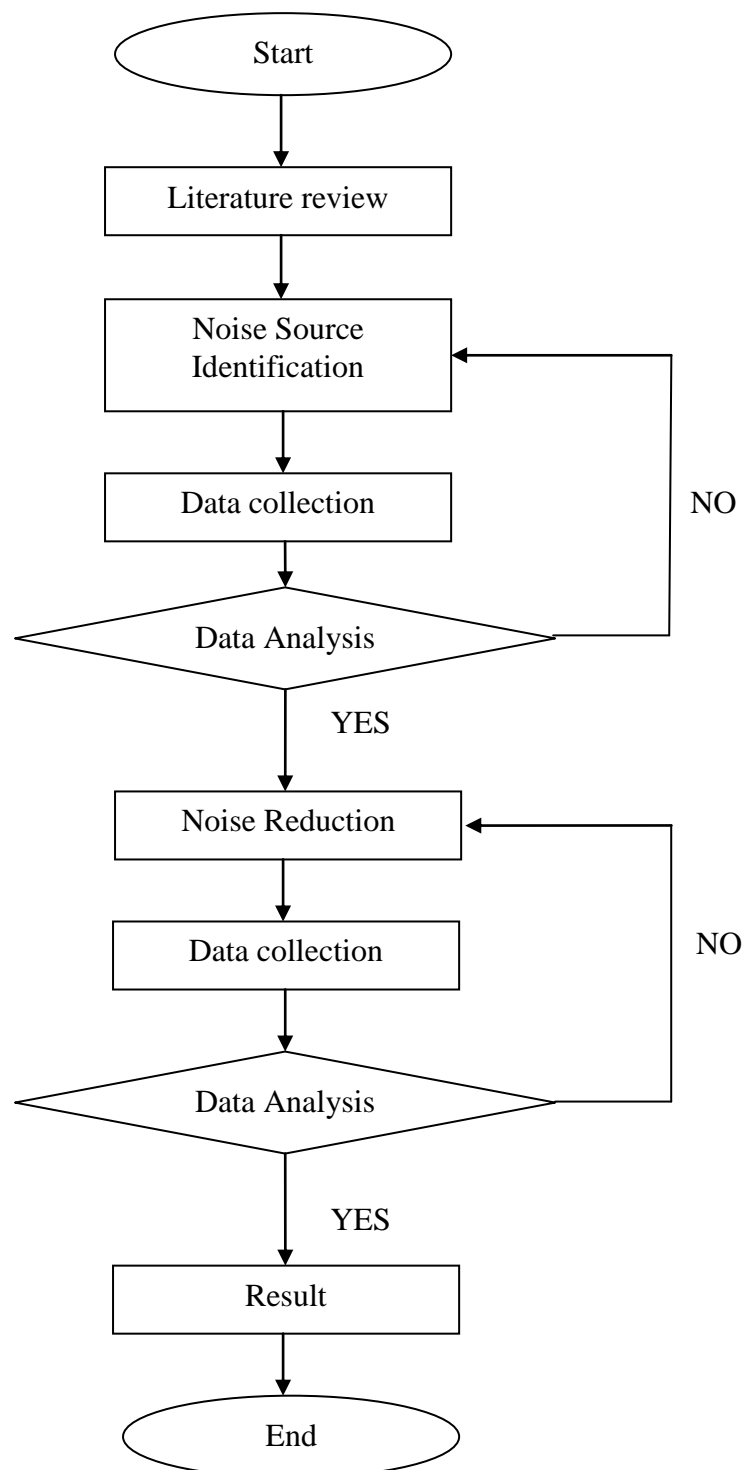 Start
Literature review
Noise Source
Identification
Data collection
NO
Data Analysis
YES
Noise Reduction
Data collection
NO
Data Analysis
YES
Result
End